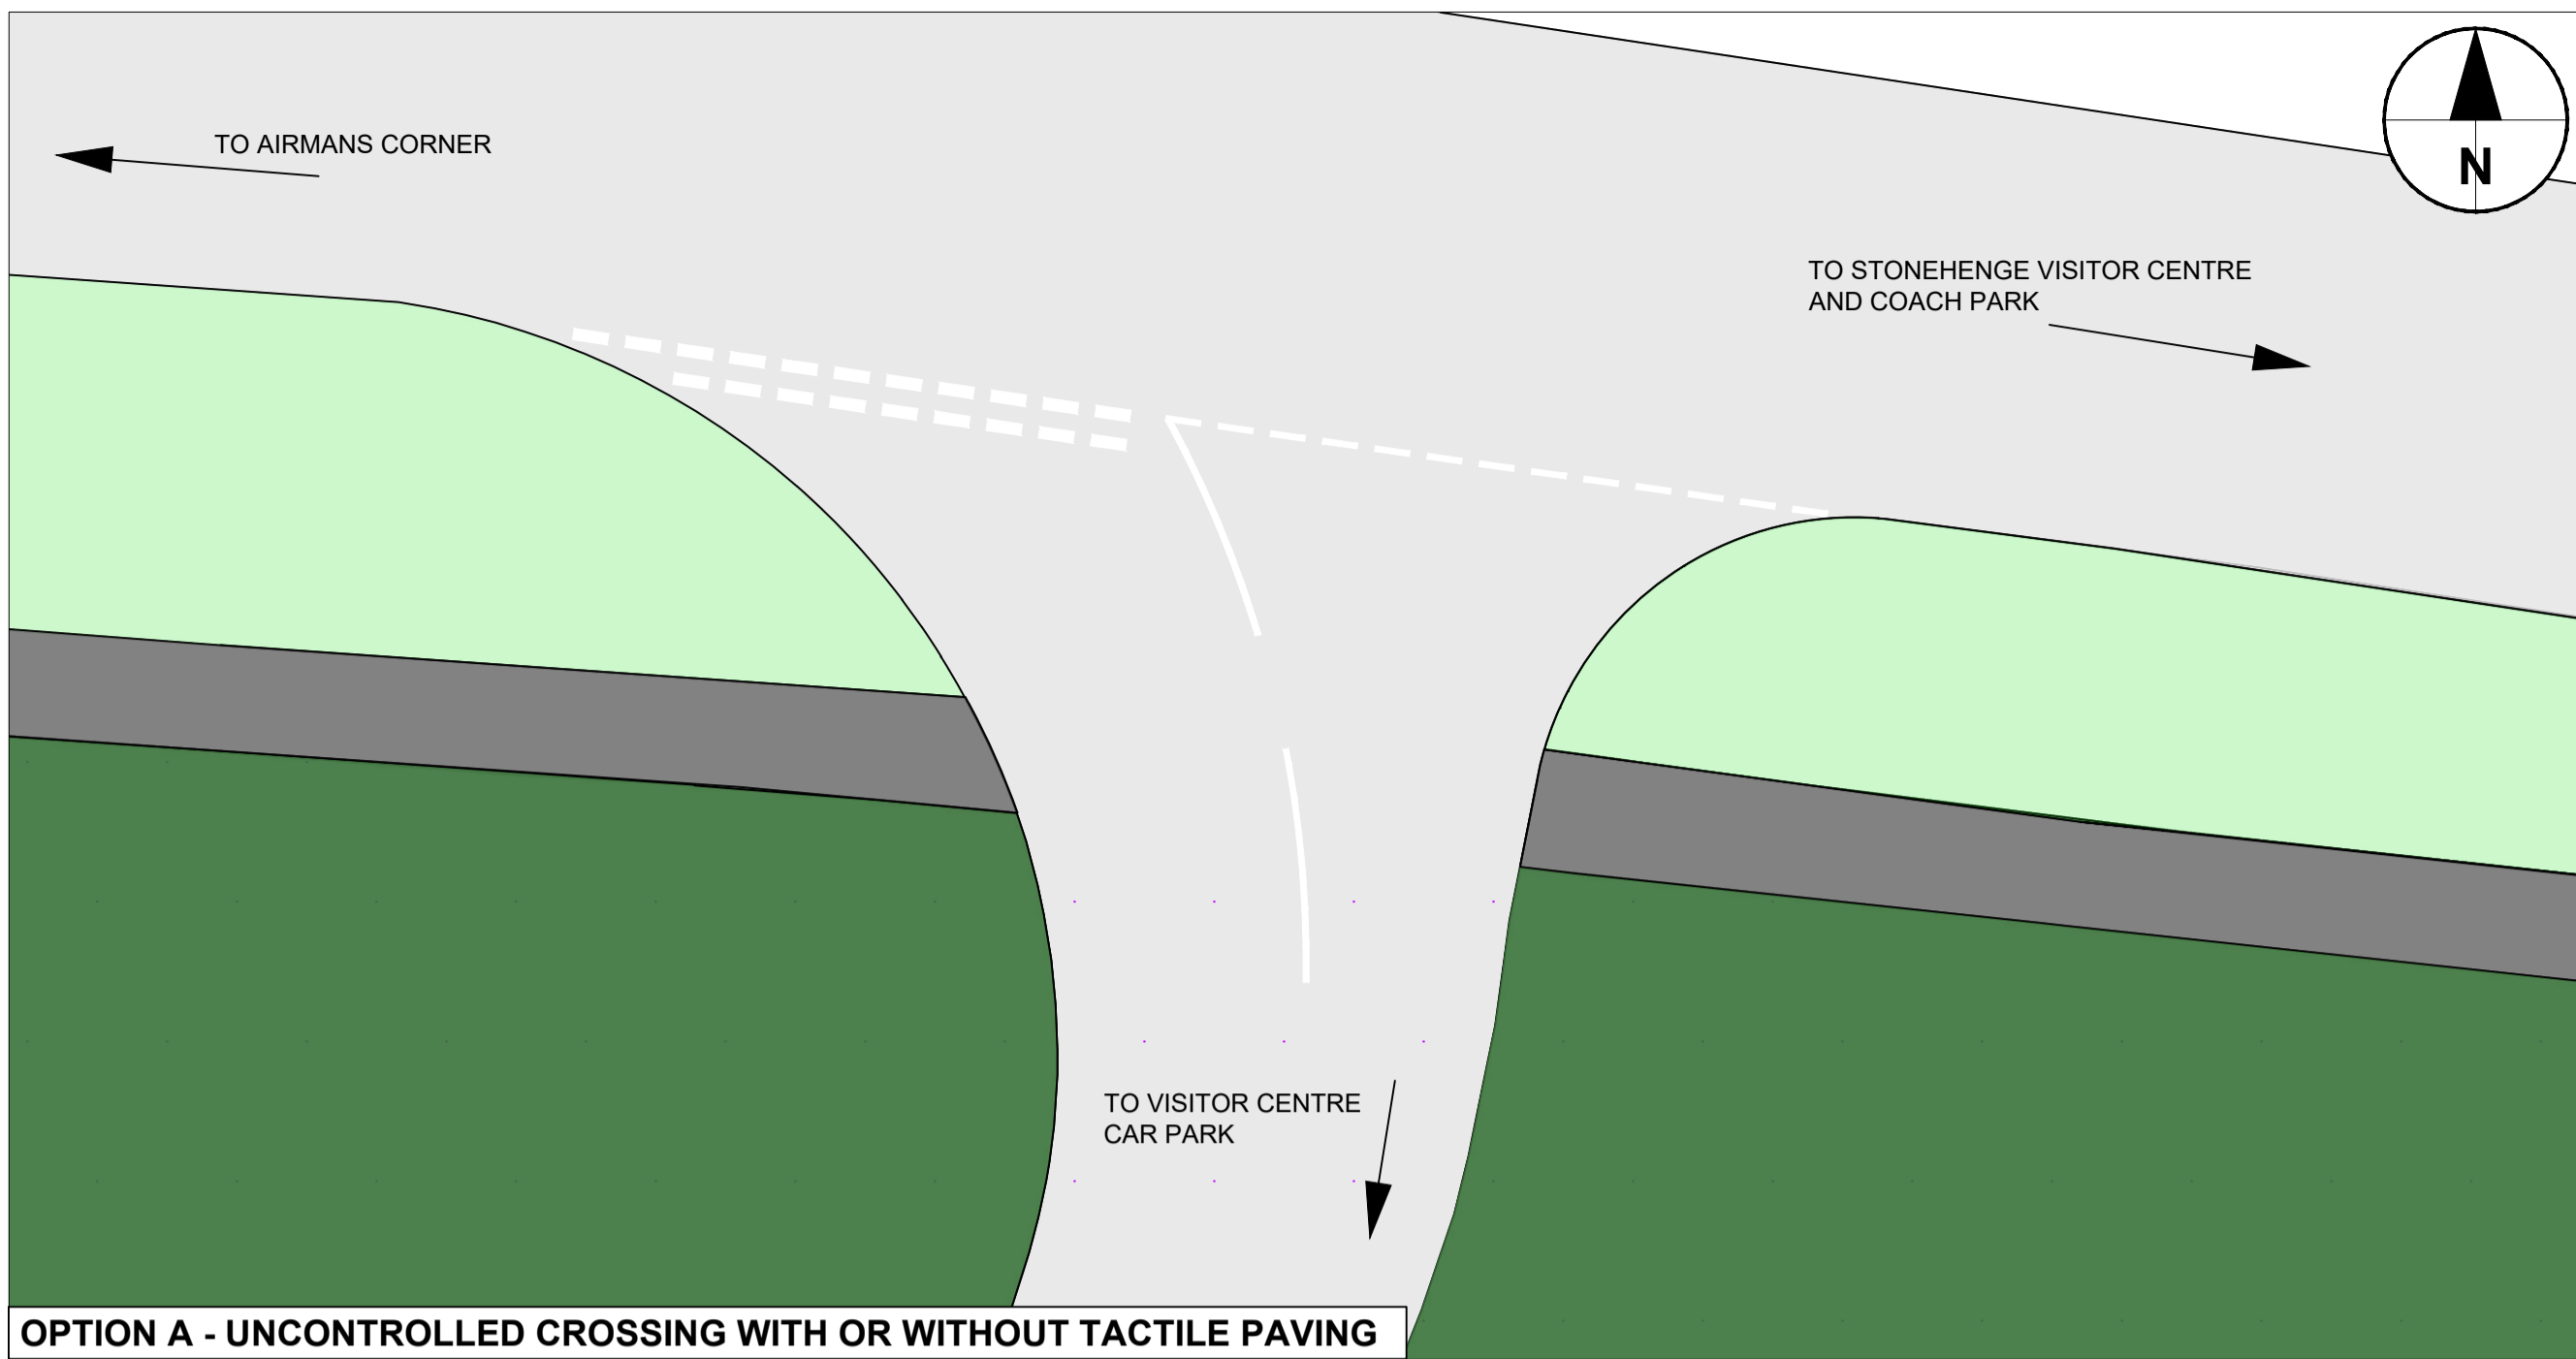 TO AIRMANS CORNER
N
TO STONEHENGE VISITOR CENTRE
AND COACH PARK
TO VISITOR CENTRE
CAR PARK
OPTION A - UNCONTROLLED CROSSING WITH OR WITHOUT TACTILE PAVING